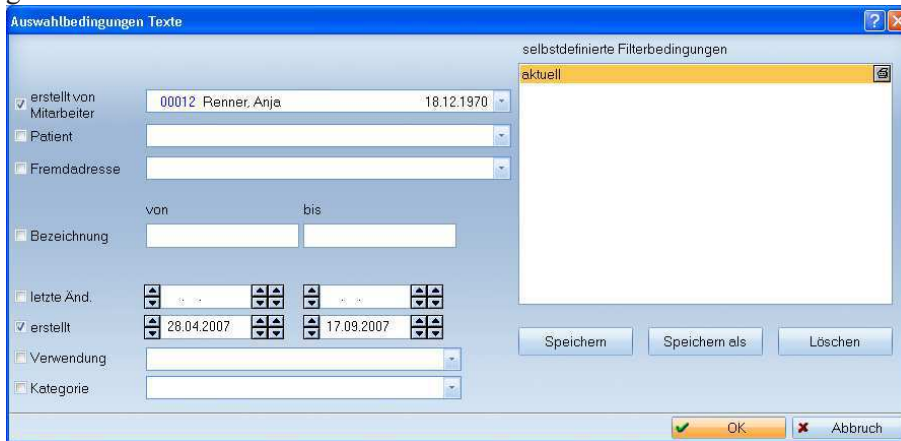 Auswahlbedingungen Texte
selbstdefinierte Filterbedingungen
aktuell
erstellt von
Mitarbeiter
00012 Renner, Anja 18.12.1970
Patient
Fremdadresse
von bis
Bezeichnung
letzte Änd. . . . .
erstellt 28.04.2007 17.09.2007
Verwendung
Kategorie
Speichern Speichern als Löschen
OK Abbruch